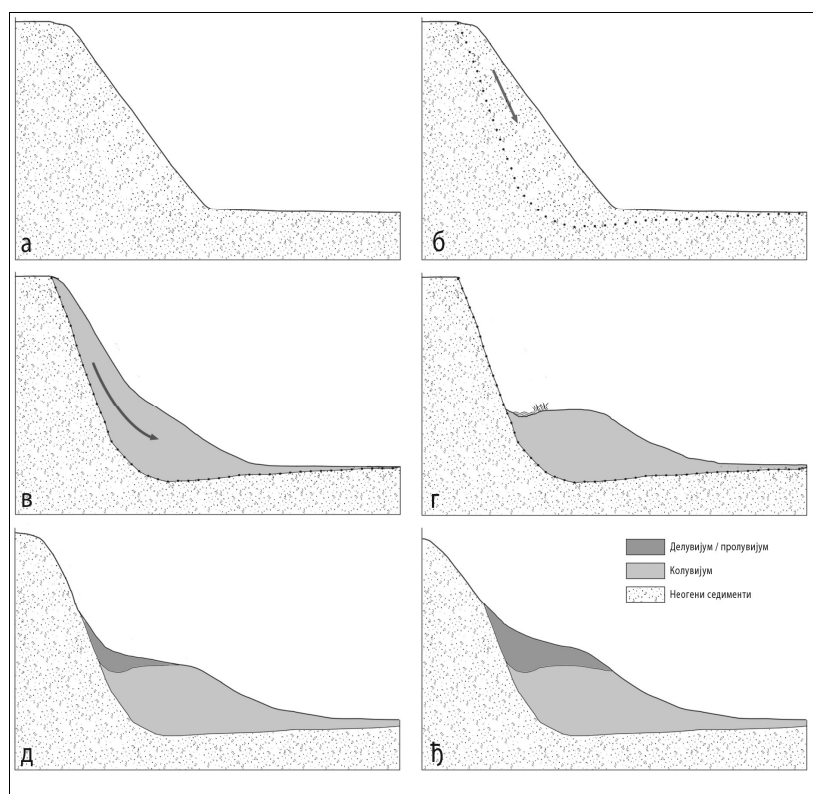 а
б
в
г
д
ђ
Делувијум / пролувијум
Колувијум
Неогени седименти